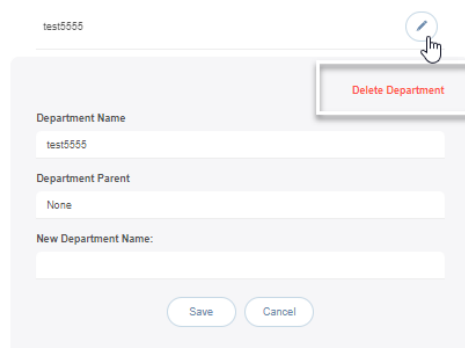 test5555
Delete Department
Department Name
test5555
Department Parent
None
New Department Name:
Save Cancel